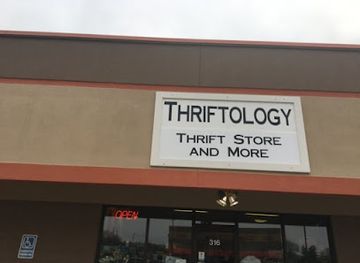 THRIFTOLOGY
THRIFT STORE
AND MORE
OPEN
316